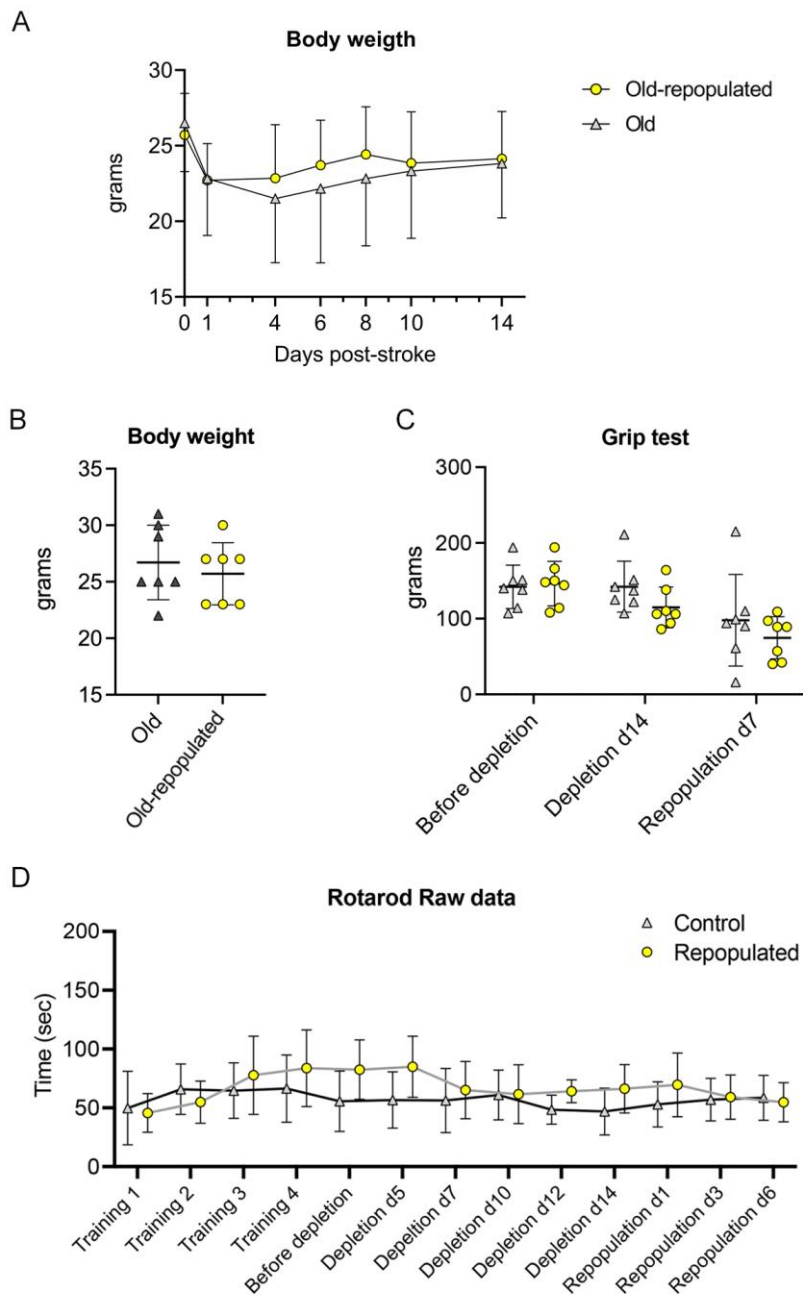 A
Body weigth
30
25
20
15
grams
0 1 4 6 8 10 14
Days post-stroke
Old-repopulated
Old
B
Body weight
35
30
25
20
15
grams
Old
Old-repopulated
C
Grip test
300
200
100
0
grams
Before depletion
Depletion d14
Repopulation d7
D
Rotarod Raw data
Control
Repopulated
200
150
100
50
0
Time (sec)
Training 1
Training 2
Training 3
Training 4
Before depletion
Depletion d5
Depeltion d7
Depletion d10
Depletion d12
Depletion d14
Repopulation d1
Repopulation d3
Repopulation d6